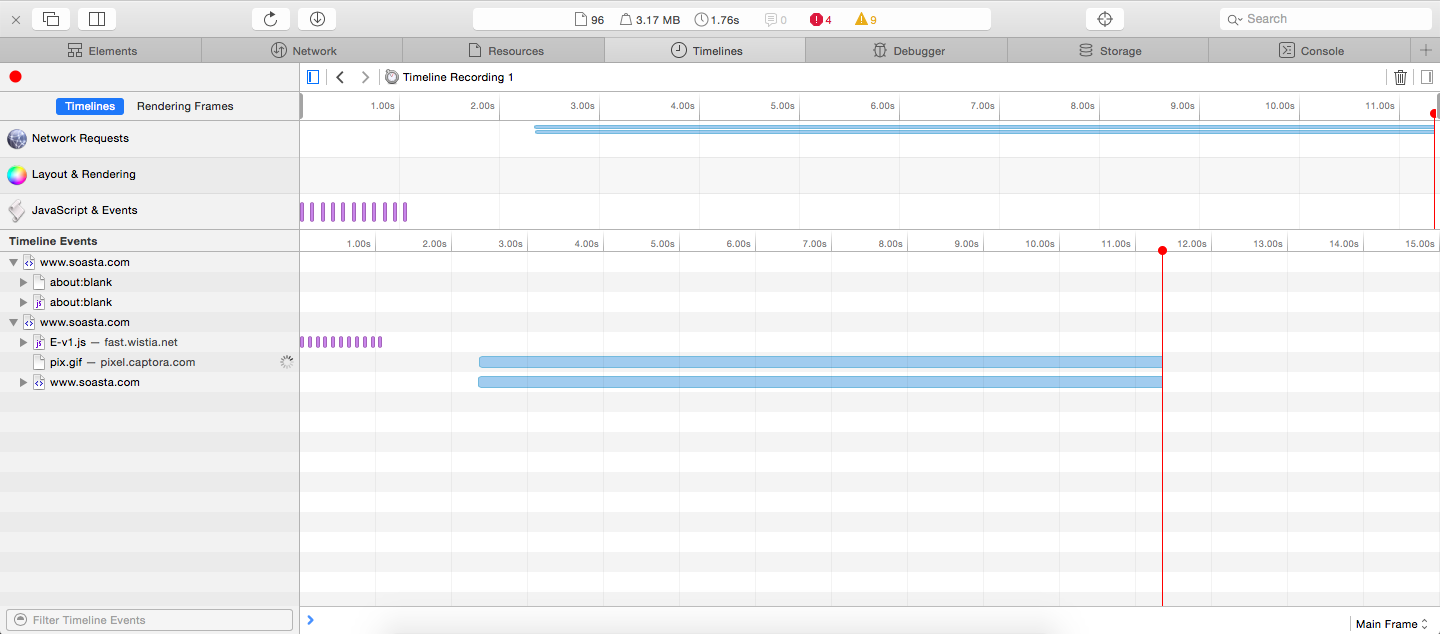 96 3.17 MB 1.76s 0 4 9 Search
Elements Network Resources Timelines Debugger Storage Console
Timeline Recording 1
Timelines Rendering Frames 1.00s 2.00s 3.00s 4.00s 5.00s 6.00s 7.00s 8.00s 9.00s 10.00s 11.00s
Network Requests
Layout & Rendering
JavaScript & Events
Timeline Events 1.00s 2.00s 3.00s 4.00s 5.00s 6.00s 7.00s 8.00s 9.00s 10.00s 11.00s 12.00s 13.00s 14.00s 15.00s
www.soasta.com
about:blank
js about:blank
www.soasta.com
js E-v1.js — fast.wistia.net
pix.gif — pixel.captora.com
www.soasta.com
Filter Timeline Events
Main Frame